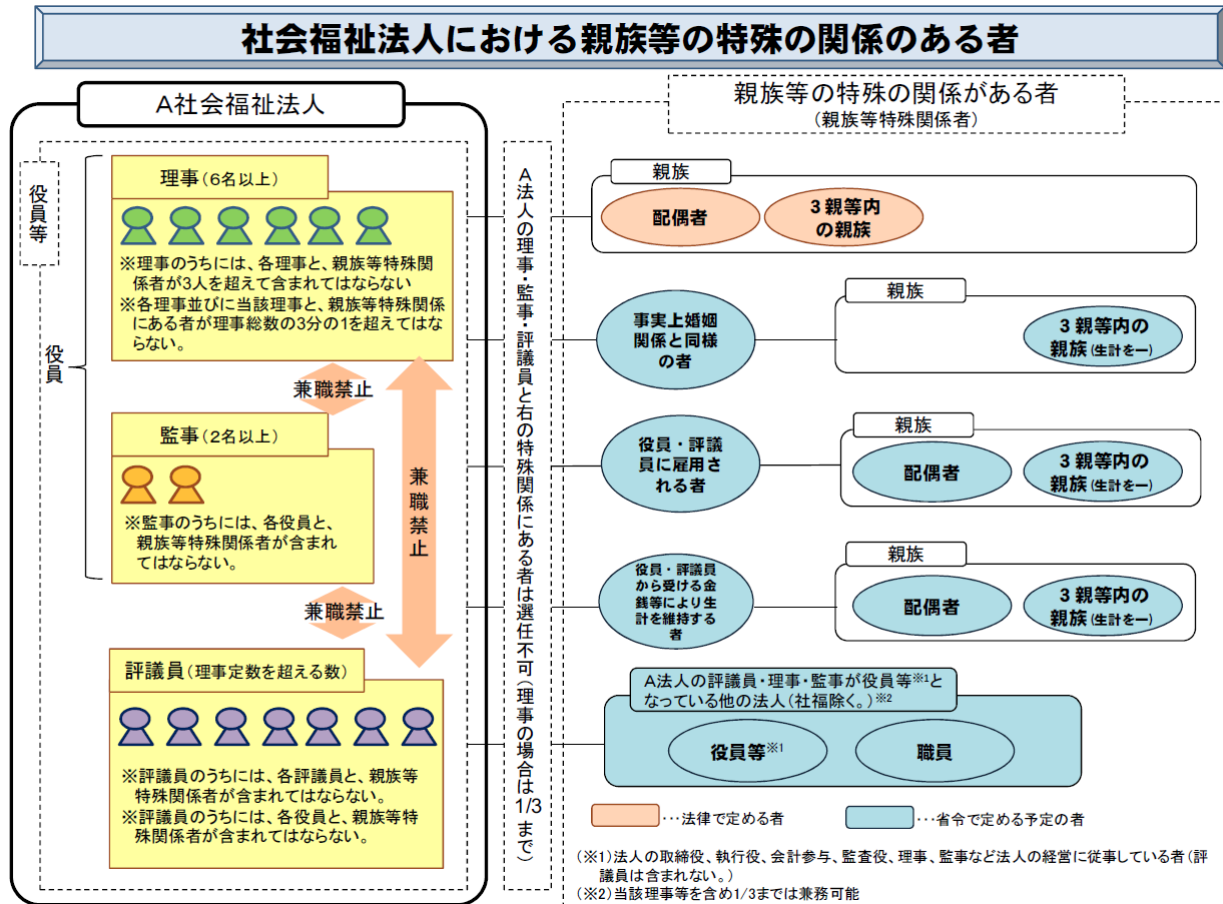 社会福祉法人における親族等の特殊の関係のある者
A社会福祉法人
役員等
役員
理事(6名以上)
※理事のうちには、各理事と、親族等特殊関
係者が3人を超えて含まれてはならない
※各理事並びに当該理事と、親族等特殊関係
にある者が理事総数の3分の1を超えてはな
らない。
兼職禁止
監事(2名以上)
※監事のうちには、各役員と、
親族等特殊関係者が含まれ
てはならない。
兼職禁止
兼職禁止
評議員(理事定数を超える数)
※評議員のうちには、各評議員と、親族等
特殊関係者が含まれてはならない。
※評議員のうちには、各役員と、親族等特
殊関係者が含まれてはならない。
A法人の理事・監事・評議員と右の特殊関係にある者は選任不可(理事の場合は1/3まで)
親族等の特殊の関係がある者
(親族等特殊関係者)
親族
配偶者
3親等内
の親族
事実上婚姻
関係と同様
の者
親族
3親等内の
親族(生計を一)
役員・評議
員に雇用さ
れる者
親族
配偶者
3親等内の
親族(生計を一)
役員・評議員
から受ける金
銭等により生
計を維持する
者
親族
配偶者
3親等内の
親族(生計を一)
A法人の評議員・理事・監事が役員等※1と
なっている他の法人(社福除く。)※2
役員等※1
職員
…法律で定める者
…省令で定める予定の者
(※1)法人の取締役、執行役、会計参与、監査役、理事、監事など法人の経営に従事している者(評
議員は含まれない。)
(※2)当該理事等を含め1/3までは兼務可能